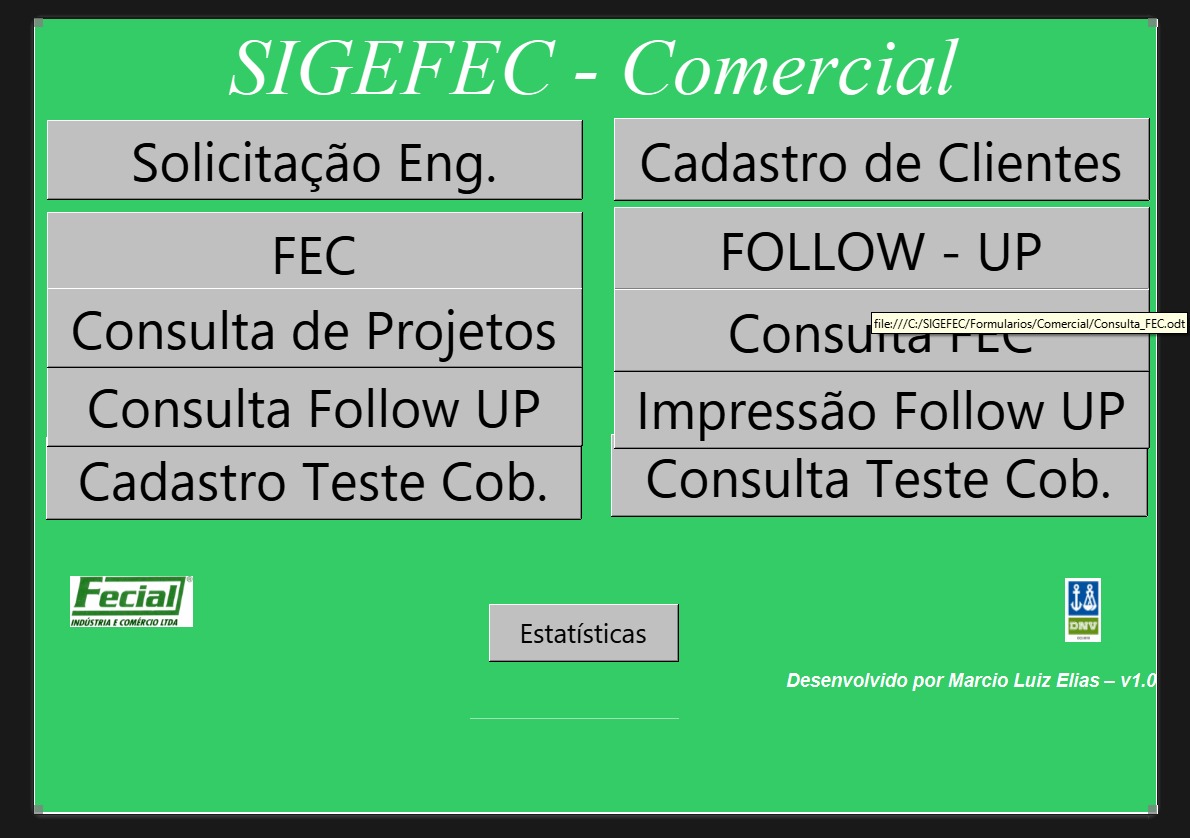 SIGEFEC - Comercial
Solicitação Eng.
Cadastro de Clientes
FEC
FOLLOW - UP
Consulta de Projetos
Consulta FEC
file:///C:/SIGEFEC/Formularios/Comercial/Consulta_FEC.odt
Consulta Follow UP
Impressão Follow UP
Cadastro Teste Cob.
Consulta Teste Cob.
Fecial®
INDÚSTRIA E COMÉRCIO LTDA
DNV
Estatísticas
Desenvolvido por Marcio Luiz Elias – v1.0